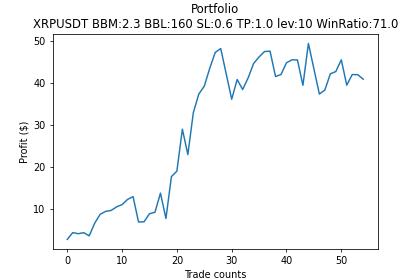 Portfolio
XRPUSDT BBM:2.3 BBL:160 SL:0.6 TP:1.0 lev:10 WinRatio:71.0
50
40
30
20
10
Profit ($)
0 10 20 30 40 50
Trade counts